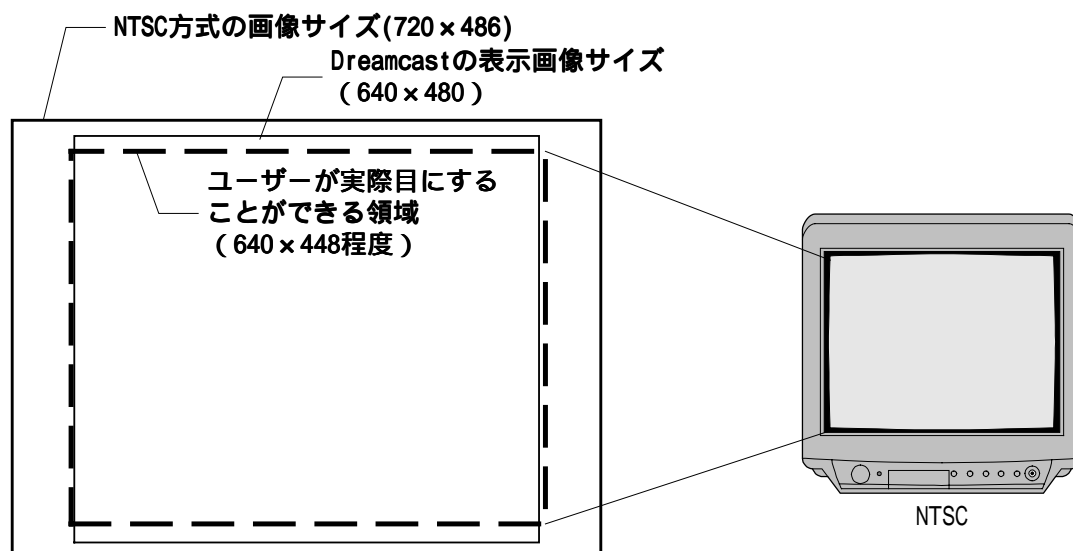 NTSC方式の画像サイズ(720×486)
Dreamcastの表示画像サイズ
（640×480）
ユーザーが実際目にする
ことができる領域
（640×448程度）
NTSC